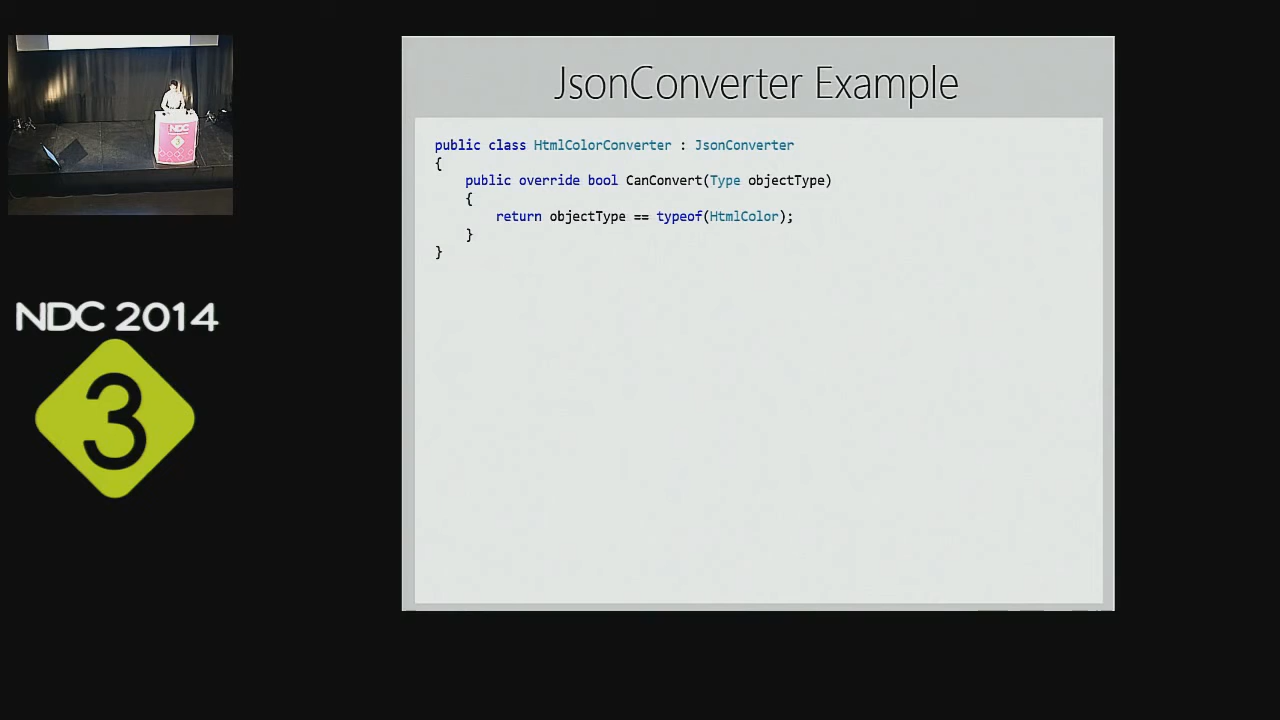 NDC
NDC 2014
3
JsonConverter Example
public class HtmlColorConverter : JsonConverter
{
    public override bool CanConvert(Type objectType)
    {
        return objectType == typeof(HtmlColor);
    }
}